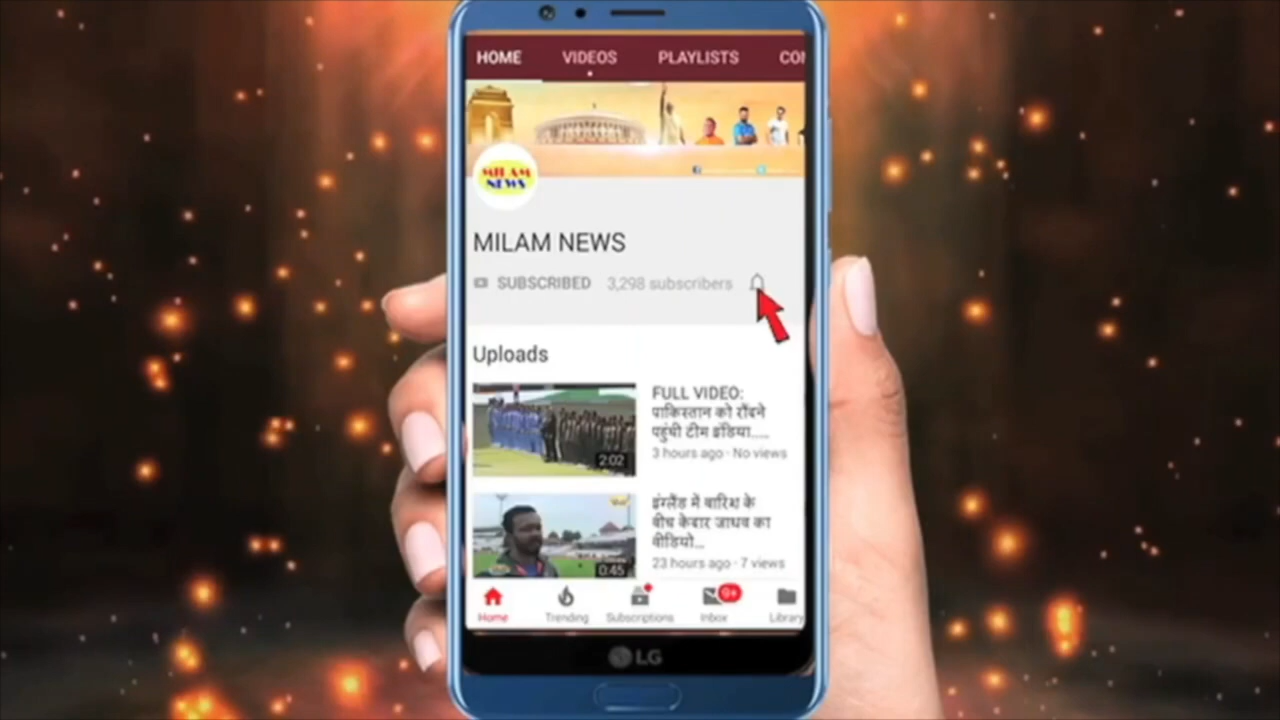 HOME VIDEOS PLAYLISTS CO
MILAM
NEWS
MILAM NEWS
SUBSCRIBED 3,298 subscribers
Uploads
FULL VIDEO:
पाकिस्तान को रौंदने
पहुंची टीम इंडिया.....
3 hours ago · No views
2:02
इंग्लैंड में बारिश के
बीच केदार जाधव का
वीडियो...
23 hours ago · 7 views
0:45
Home Trending Subscriptions Inbox 9+ Library
LG